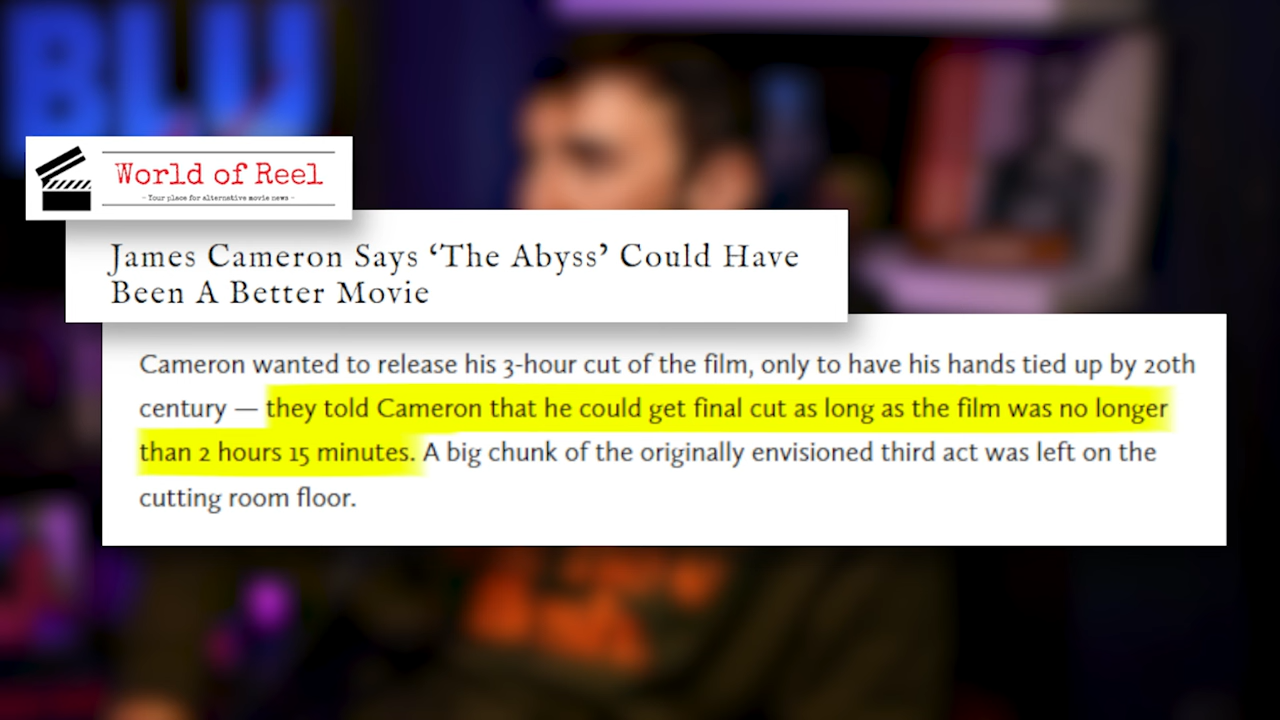 BLU
World of Reel
- Your place for alternative movie news -
James Cameron Says ‘The Abyss’ Could Have
Been A Better Movie
Cameron wanted to release his 3-hour cut of the film, only to have his hands tied up by 20th
century — they told Cameron that he could get final cut as long as the film was no longer
than 2 hours 15 minutes. A big chunk of the originally envisioned third act was left on the
cutting room floor.